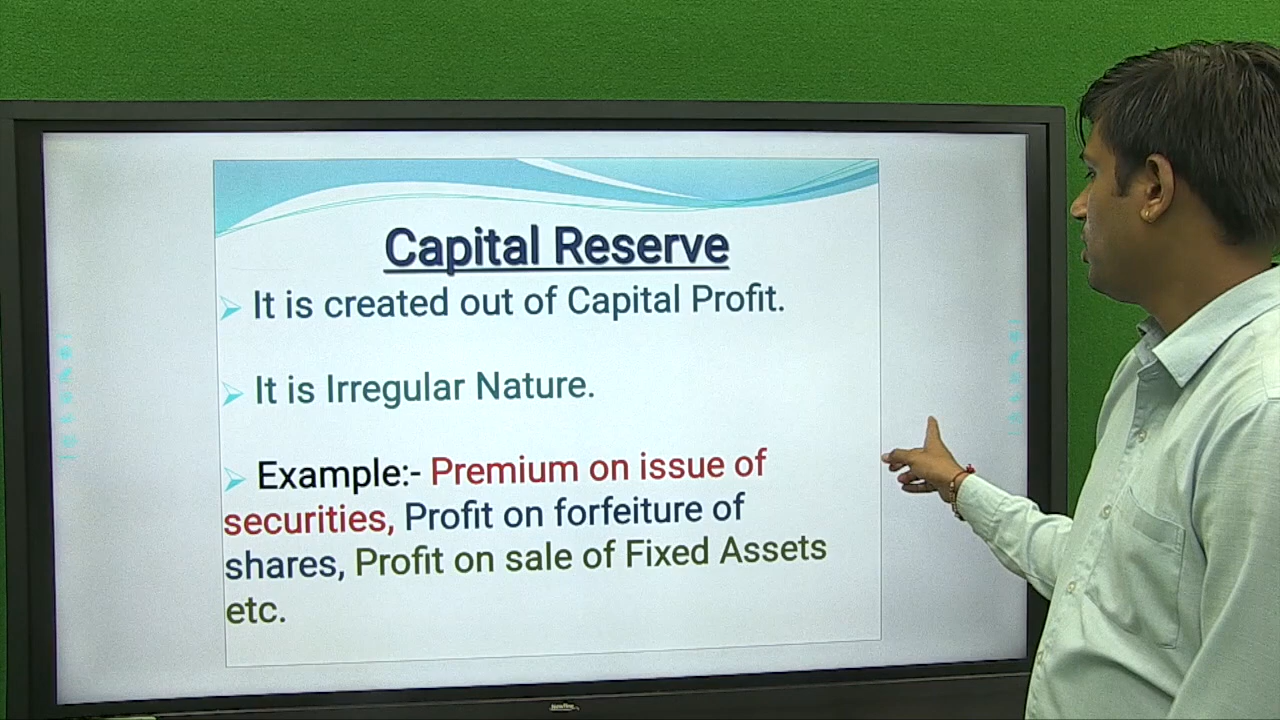 Capital Reserve
It is created out of Capital Profit.
It is Irregular Nature.
Example:- Premium on issue of
securities, Profit on forfeiture of
shares, Profit on sale of Fixed Assets
etc.